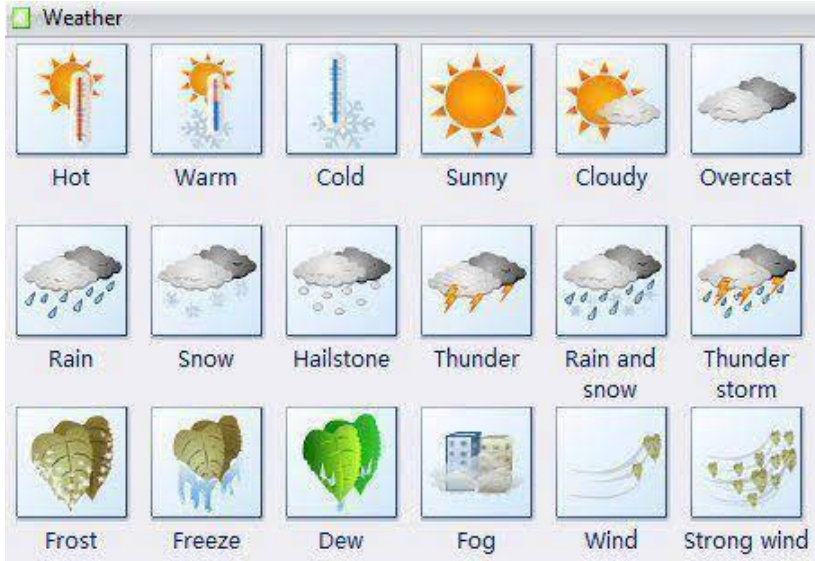 Weather
Hot
Warm
Cold
Sunny
Cloudy
Overcast
Rain
Snow
Hailstone
Thunder
Rain and
snow
Thunder
storm
Frost
Freeze
Dew
Fog
Wind
Strong wind